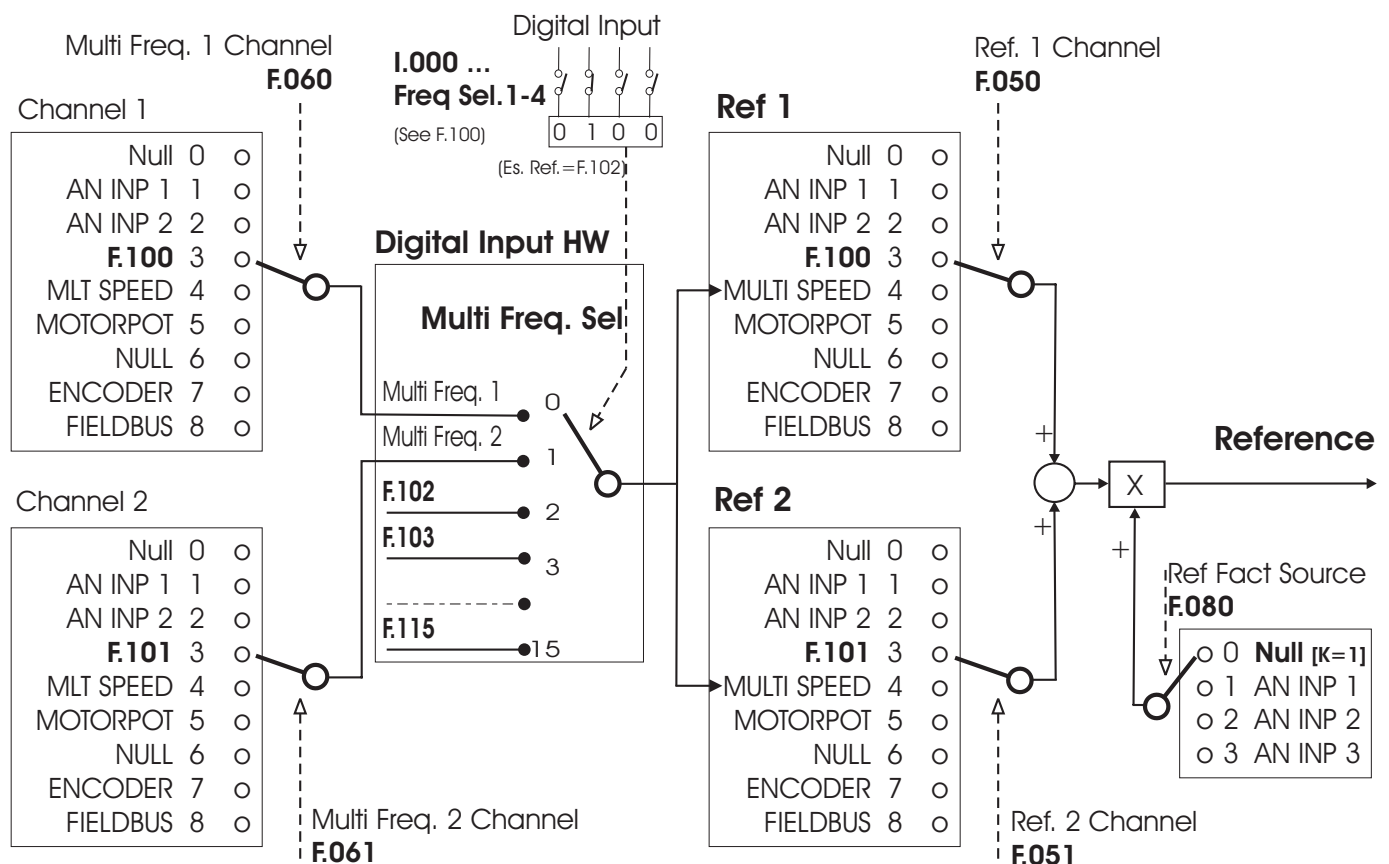 Digital Input
Multi Freq. 1 Channel
F.060
I.000 ...
Freq Sel.1-4
(See F.100)
0 1 0 0
(Es. Ref.=F.102)
Ref. 1 Channel
F.050
Channel 1
Null 0
AN INP 1 1
AN INP 2 2
F.100 3
MLT SPEED 4
MOTORPOT 5
NULL 6
ENCODER 7
FIELDBUS 8
Channel 2
Null 0
AN INP 1 1
AN INP 2 2
F.101 3
MLT SPEED 4
MOTORPOT 5
NULL 6
ENCODER 7
FIELDBUS 8
Multi Freq. 2 Channel
F.061
Digital Input HW
Multi Freq. Sel
Multi Freq. 1 0
Multi Freq. 2 1
F.102 2
F.103 3
F.115 15
Ref 1
Null 0
AN INP 1 1
AN INP 2 2
F.100 3
MULTI SPEED 4
MOTORPOT 5
NULL 6
ENCODER 7
FIELDBUS 8
Ref 2
Null 0
AN INP 1 1
AN INP 2 2
F.101 3
MULTI SPEED 4
MOTORPOT 5
NULL 6
ENCODER 7
FIELDBUS 8
Ref. 2 Channel
F.051
+
+
X
+
Reference
Ref Fact Source
F.080
0 Null [K=1]
1 AN INP 1
2 AN INP 2
3 AN INP 3